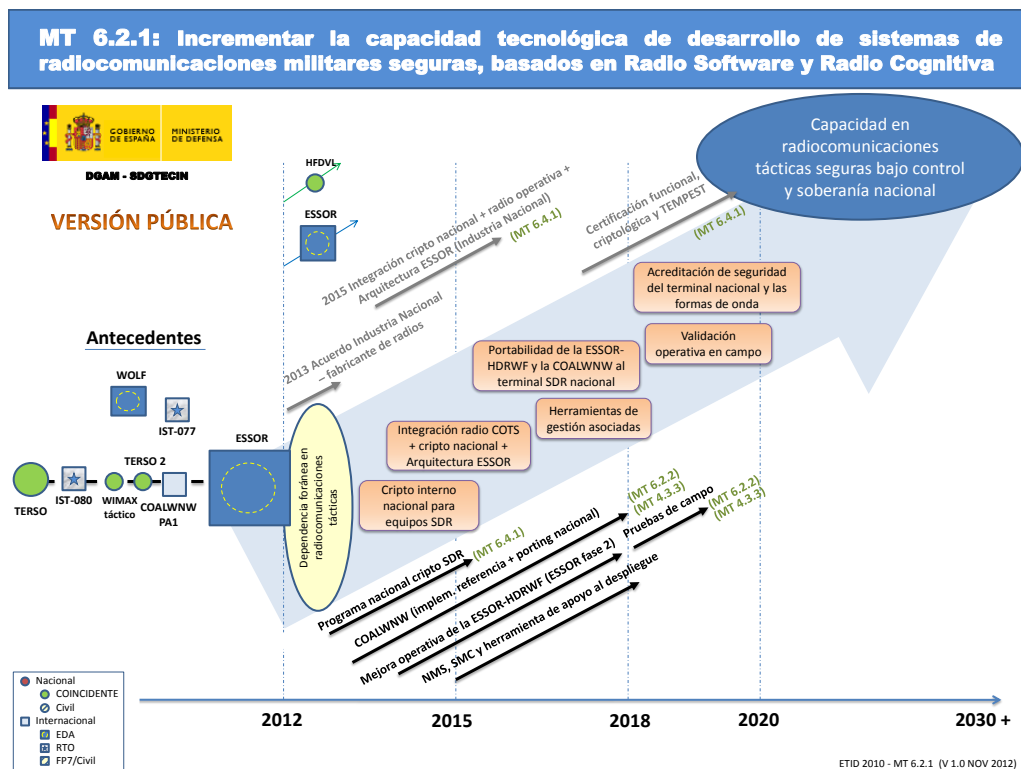 MT 6.2.1: Incrementar la capacidad tecnológica de desarrollo de sistemas de
radiocomunicaciones militares seguras, basados en Radio Software y Radio Cognitiva
GOBIERNO
DE ESPAÑA
MINISTERIO
DE DEFENSA
DGAM - SDGTECIN
VERSIÓN PÚBLICA
HFDVL
ESSOR
2015 Integración cripto nacional + radio operativa +
Arquitectura ESSOR (Industria Nacional)
(MT 6.4.1)
Certificación funcional,
criptológica y TEMPEST
(MT 6.4.1)
Capacidad en
radiocomunicaciones
tácticas seguras bajo control
y soberanía nacional
2013 Acuerdo Industria Nacional
– fabricante de radios
Acreditación de seguridad
del terminal nacional y las
formas de onda
Validación
operativa en campo
Portabilidad de la ESSOR-
HDRWF y la COALWNW al
terminal SDR nacional
Herramientas de
gestión asociadas
Integración radio COTS
+ cripto nacional +
Arquitectura ESSOR
Cripto interno
nacional para
equipos SDR
Antecedentes
WOLF
IST-077
ESSOR
TERSO 2
TERSO
IST-080
WIMAX
táctico
COALWNW
PA1
Dependencia foránea en
radiocomunicaciones
tácticas
Programa nacional cripto SDR
(MT 6.4.1)
COALWNW (implem. referencia + porting nacional)
(MT 6.2.2)
(MT 4.3.3)
Mejora operativa de la ESSOR-HDRWF (ESSOR fase 2)
Pruebas de campo
(MT 6.2.2)
(MT 4.3.3)
NMS, SMC y herramienta de apoyo al despliegue
Nacional
COINCIDENTE
Civil
Internacional
EDA
RTO
FP7/Civil
2012
2015
2018
2020
2030 +
ETID 2010 - MT 6.2.1 (V 1.0 NOV 2012)